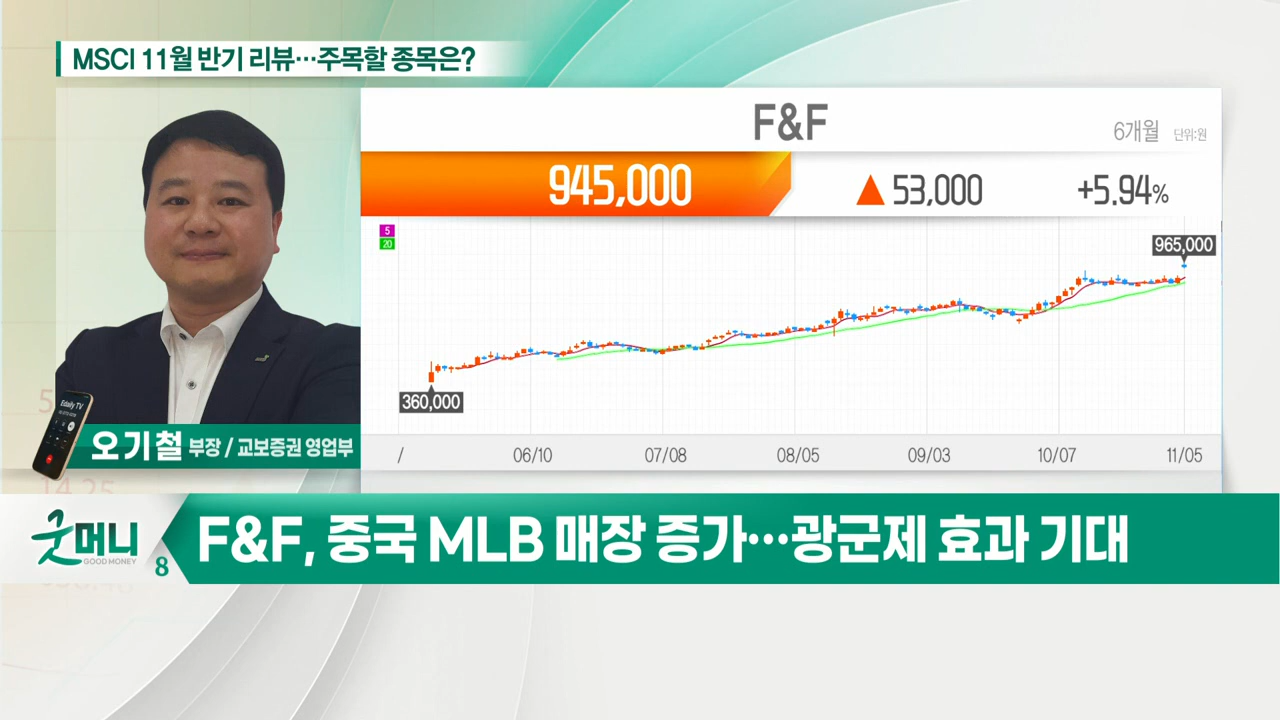 MSCI 11월 반기 리뷰…주목할 종목은?
F&F
6개월 단위:원
945,000
▲ 53,000
+5.94%
5
20
965,000
360,000
/ 06/10 07/08 08/05 09/03 10/07 11/05
Edaily TV
오기철 부장 / 교보증권 영업부
14.25
굿머니
GOOD MONEY
8
F&F, 중국 MLB 매장 증가…광군제 효과 기대